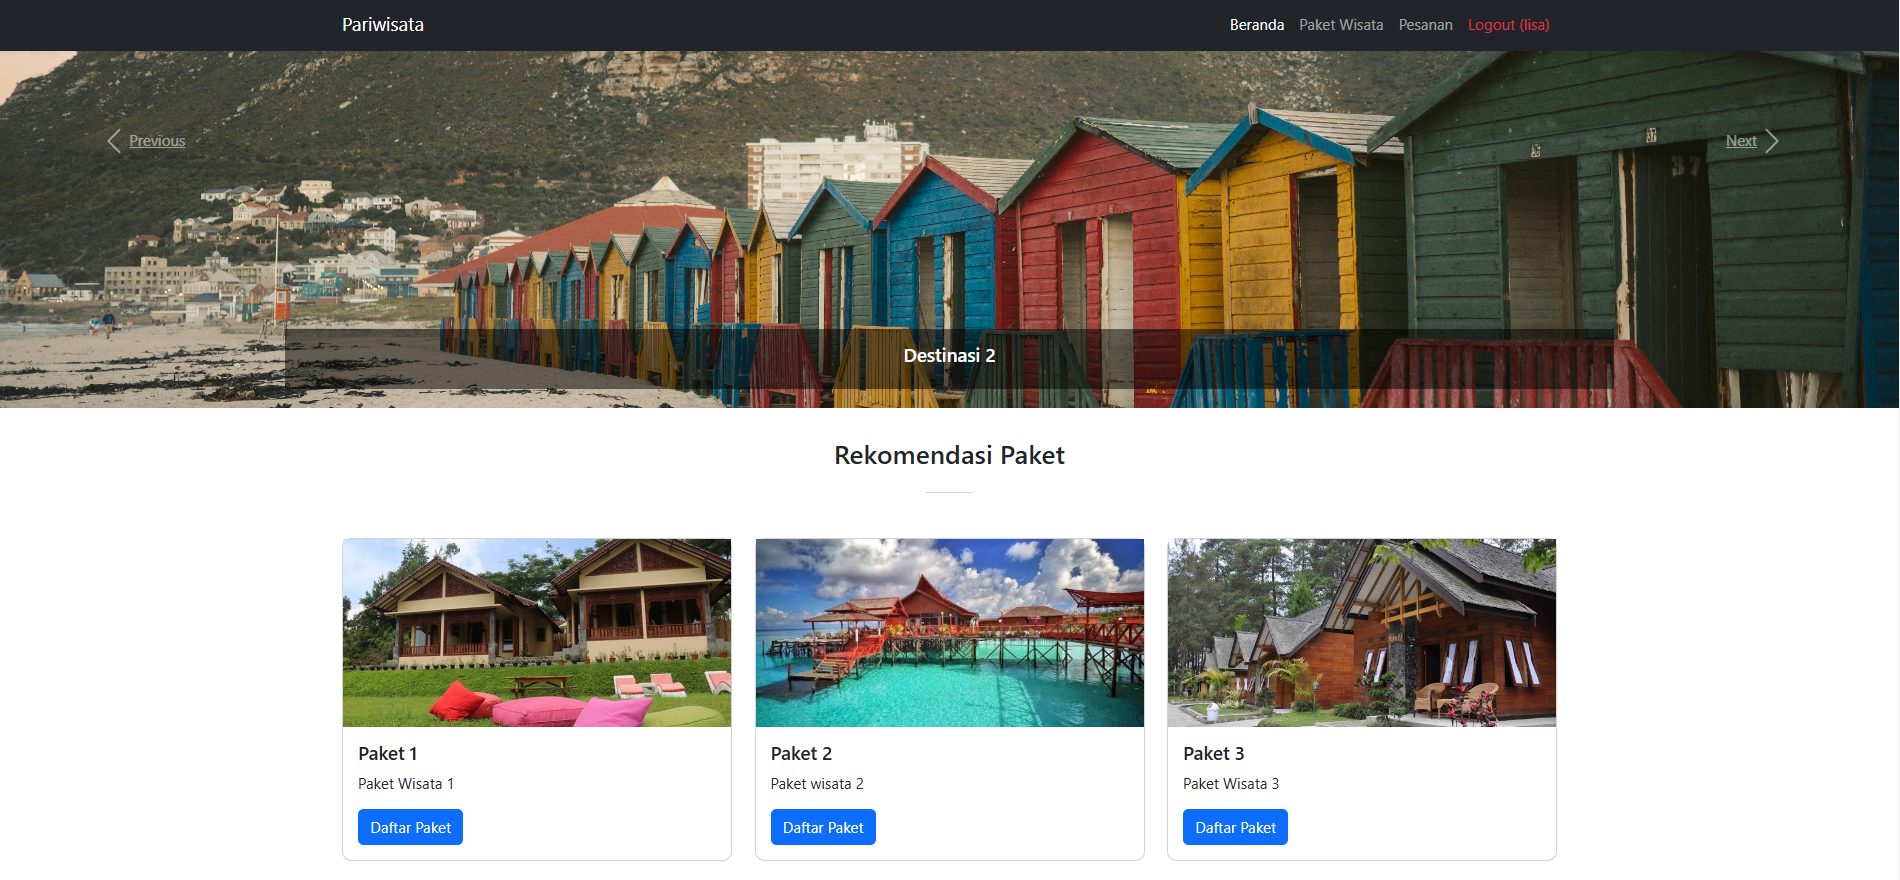 Pariwisata
Beranda Paket Wisata Pesanan Logout (lisa)
Previous
Next
37
Destinasi 2
Rekomendasi Paket
Paket 1
Paket Wisata 1
Daftar Paket
Paket 2
Paket wisata 2
Daftar Paket
Paket 3
Paket Wisata 3
Daftar Paket